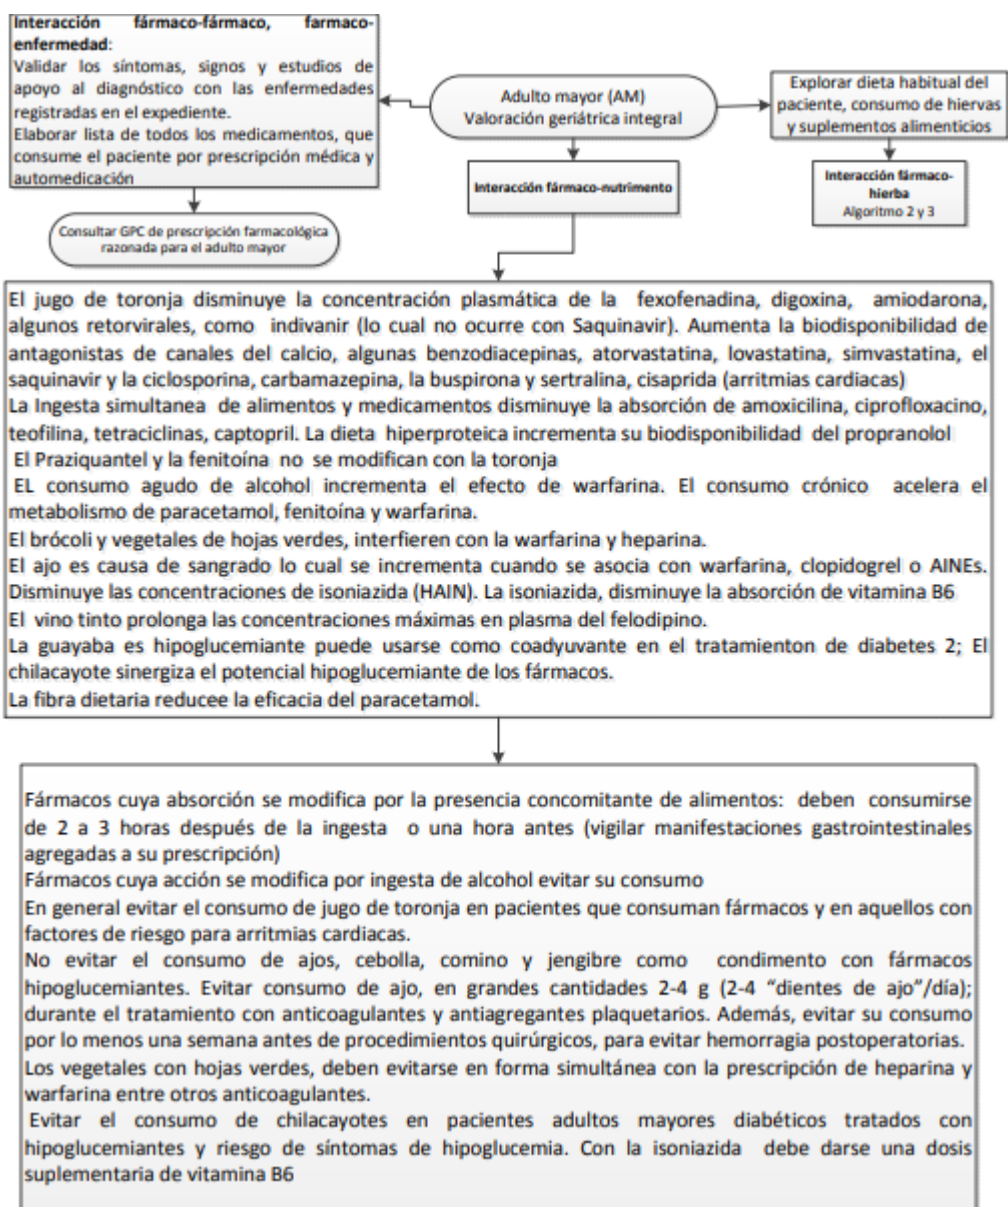 Interacción fármaco-fármaco, farmaco-
enfermedad:
Validar los síntomas, signos y estudios de
apoyo al diagnóstico con las enfermedades
registradas en el expediente.
Elaborar lista de todos los medicamentos, que
consume el paciente por prescripción médica y
automedicación
Adulto mayor (AM)
Valoración geriátrica integral
Explorar dieta habitual del
paciente, consumo de hiervas
y suplementos alimenticios
Interacción fármaco-nutrimento
Interacción fármaco-
hierba
Algoritmo 2 y 3
Consultar GPC de prescripción farmacológica
razonada para el adulto mayor
El jugo de toronja disminuye la concentración plasmática de la fexofenadina, digoxina, amiodarona,
algunos retorvirales, como indivanir (lo cual no ocurre con Saquinavir). Aumenta la biodisponibilidad de
antagonistas de canales del calcio, algunas benzodiacepinas, atorvastatina, lovastatina, simvastatina, el
saquinavir y la ciclosporina, carbamazepina, la buspirona y sertralina, cisaprida (arritmias cardiacas)
La Ingesta simultanea de alimentos y medicamentos disminuye la absorción de amoxicilina, ciprofloxacino,
teofilina, tetraciclinas, captopril. La dieta hiperproteica incrementa su biodisponibilidad del propranolol
El Praziquantel y la fenitoína no se modifican con la toronja
EL consumo agudo de alcohol incrementa el efecto de warfarina. El consumo crónico acelera el
metabolismo de paracetamol, fenitoína y warfarina.
El brócoli y vegetales de hojas verdes, interfieren con la warfarina y heparina.
El ajo es causa de sangrado lo cual se incrementa cuando se asocia con warfarina, clopidogrel o AINEs.
Disminuye las concentraciones de isoniazida (HAIN). La isoniazida, disminuye la absorción de vitamina B6
El vino tinto prolonga las concentraciones máximas en plasma del felodipino.
La guayaba es hipoglucemiante puede usarse como coadyuvante en el tratamienton de diabetes 2; El
chilacayote sinergiza el potencial hipoglucemiante de los fármacos.
La fibra dietaria reducee la eficacia del paracetamol.
Fármacos cuya absorción se modifica por la presencia concomitante de alimentos: deben consumirse
de 2 a 3 horas después de la ingesta o una hora antes (vigilar manifestaciones gastrointestinales
agregadas a su prescripción)
Fármacos cuya acción se modifica por ingesta de alcohol evitar su consumo
En general evitar el consumo de jugo de toronja en pacientes que consuman fármacos y en aquellos con
factores de riesgo para arritmias cardiacas.
No evitar el consumo de ajos, cebolla, comino y jengibre como condimento con fármacos
hipoglucemiantes. Evitar consumo de ajo, en grandes cantidades 2-4 g (2-4 “dientes de ajo”/día);
durante el tratamiento con anticoagulantes y antiagregantes plaquetarios. Además, evitar su consumo
por lo menos una semana antes de procedimientos quirúrgicos, para evitar hemorragia postoperatorias.
Los vegetales con hojas verdes, deben evitarse en forma simultánea con la prescripción de heparina y
warfarina entre otros anticoagulantes.
Evitar el consumo de chilacayotes en pacientes adultos mayores diabéticos tratados con
hipoglucemiantes y riesgo de síntomas de hipoglucemia. Con la isoniazida debe darse una dosis
suplementaria de vitamina B6